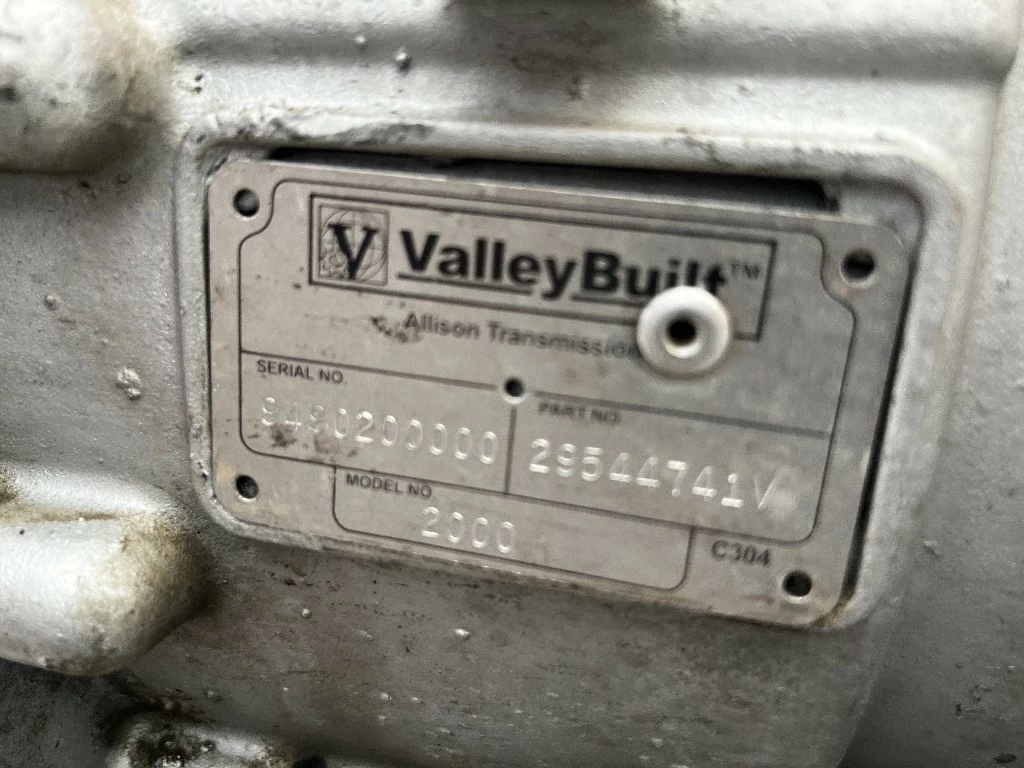 V ValleyBuilt™
Allison Transmission
SERIAL NO.
PART NO.
9490200000
29544741V
MODEL NO
2000
C304